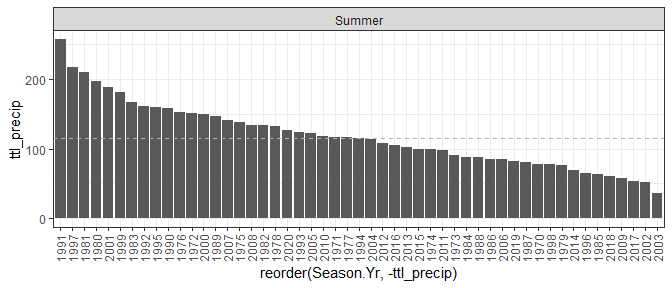 Summer
ttl_precip
200
100
0
1991 1997 1981 1980 2001 1999 1983 1992 1995 1990 1976 1972 2000 1989 2007 1975 2008 1982 1978 2020 1993 2005 2010 1971 1977 1994 2004 2012 2016 2013 2015 1974 2011 1973 1984 1988 1986 2006 2019 1987 1970 1998 1979 2014 1996 1985 2018 2009 2017 2002 2003
reorder(Season.Yr, -ttl_precip)